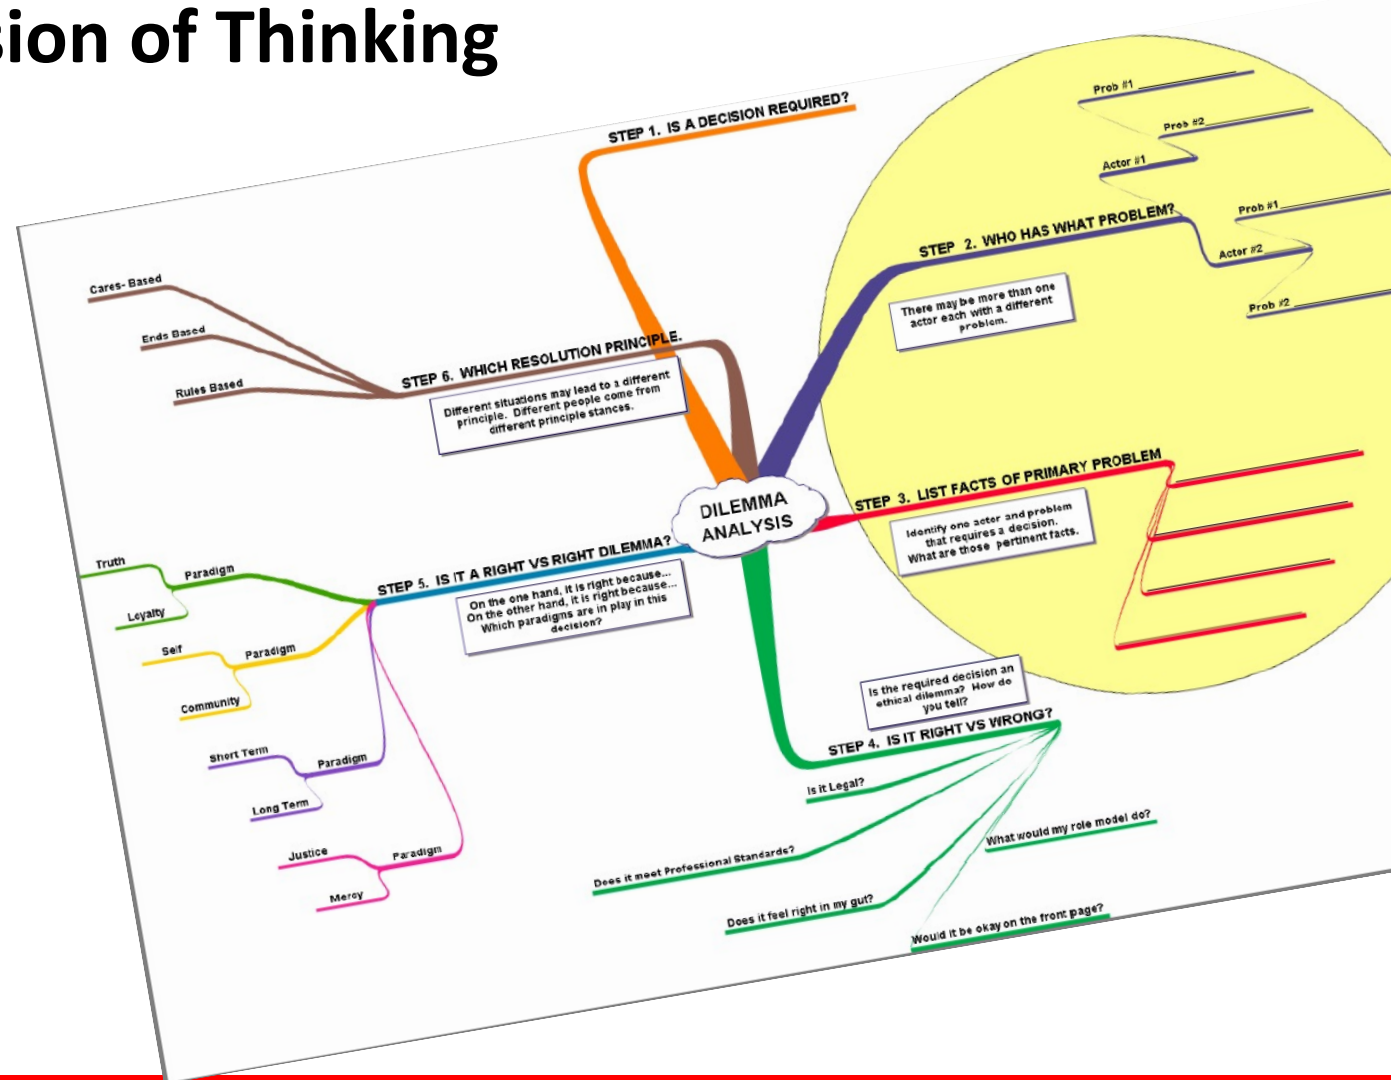 sion of Thinking
STEP 1. IS A DECISION REQUIRED?
Prob #1
Prob #2
Actor #1
STEP 2. WHO HAS WHAT PROBLEM?
Prob #1
Actor #2
Prob #2
There may be more than one
actor each with a different
problem.
Cares- Based
Ends Based
Rules Based
STEP 6. WHICH RESOLUTION PRINCIPLE.
Different situations may lead to a different
principle. Different people come from
different principle stances.
DILEMMA
ANALYSIS
STEP 3. LIST FACTS OF PRIMARY PROBLEM
Identify one actor and problem
that requires a decision.
What are those pertinent facts.
STEP 5. IS IT A RIGHT VS RIGHT DILEMMA?
On the one hand, it is right because...
On the other hand, it is right because...
Which paradigms are in play in this
decision?
Truth
Paradigm
Loyalty
Self
Paradigm
Community
Short Term
Paradigm
Long Term
Justice
Paradigm
Mercy
Is the required decision an
ethical dilemma? How do
you tell?
STEP 4. IS IT RIGHT VS WRONG?
Is it Legal?
Does it meet Professional Standards?
Does it feel right in my gut?
What would my role model do?
Would it be okay on the front page?